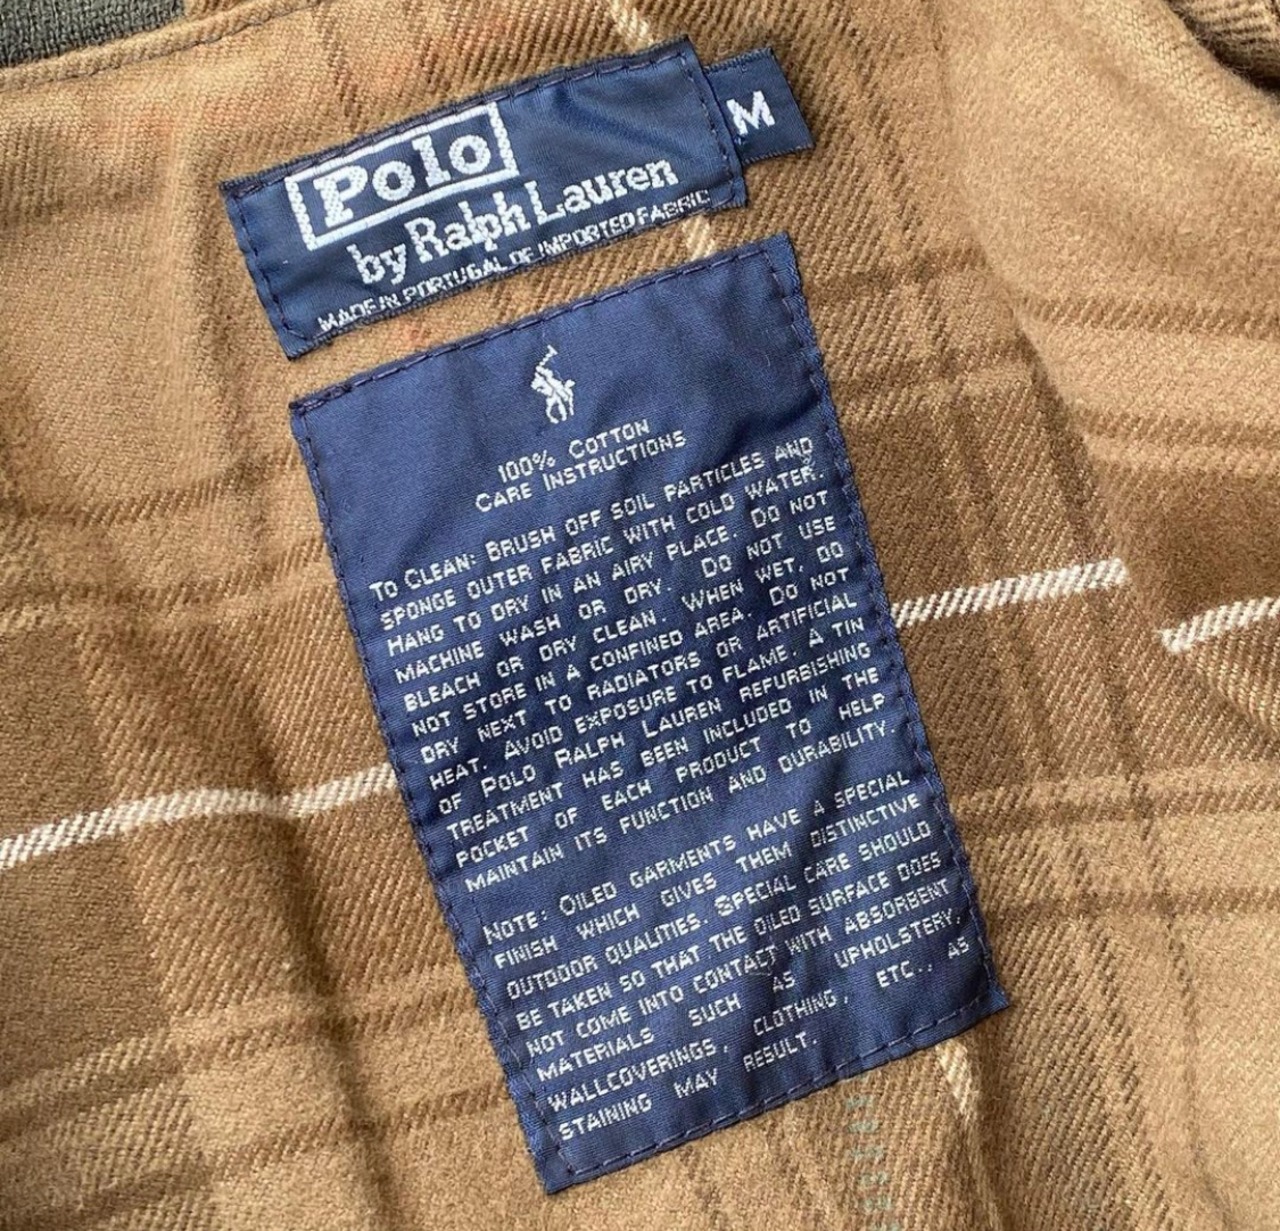 Polo
by Ralph Lauren
MADE IN PORTUGAL OF IMPORTED FABRIC
M
100% COTTON
CARE INSTRUCTIONS
TO CLEAN: BRUSH OFF SOIL PARTICLES AND
SPONGE OUTER FABRIC WITH COLD WATER.
HANG TO DRY IN AN AIRY PLACE. DO NOT
MACHINE WASH OR DRY. DO NOT USE
BLEACH OR DRY CLEAN. WHEN WET, DO
NOT STORE IN A CONFINED AREA. DO NOT
DRY NEXT TO RADIATORS OR ARTIFICIAL
HEAT. AVOID EXPOSURE TO FLAME. A TIN
OF POLO RALPH LAUREN REFURBISHING
TREATMENT HAS BEEN INCLUDED IN THE
POCKET OF EACH PRODUCT TO HELP
MAINTAIN ITS FUNCTION AND DURABILITY.
NOTE: OILED GARMENTS HAVE A SPECIAL
FINISH WHICH GIVES THEM DISTINCTIVE
OUTDOOR QUALITIES. SPECIAL CARE SHOULD
BE TAKEN SO THAT THE OILED SURFACE DOES
NOT COME INTO CONTACT WITH ABSORBENT
MATERIALS SUCH AS UPHOLSTERY,
WALLCOVERINGS, CLOTHING, ETC., AS
STAINING MAY RESULT.